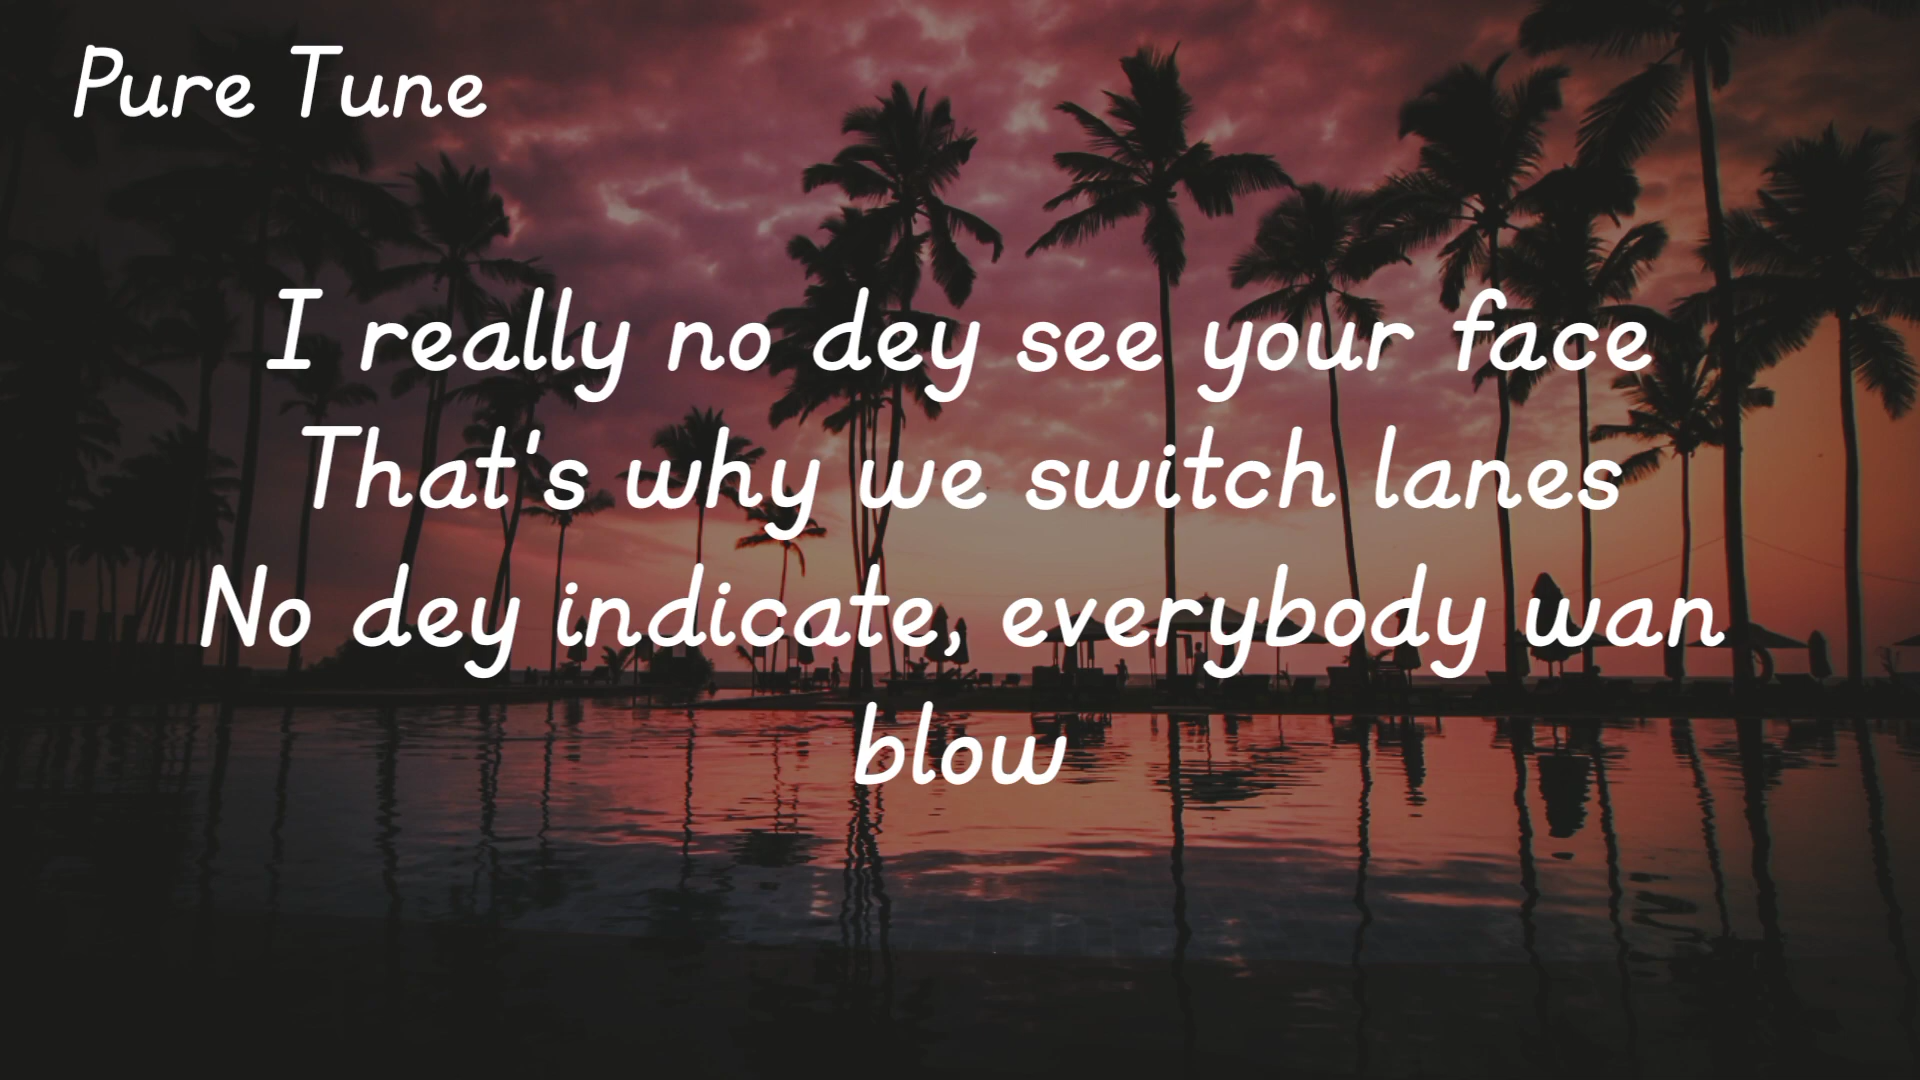 Pure Tune
I really no dey see your face
That's why we switch lanes
No dey indicate, everybody wan
blow